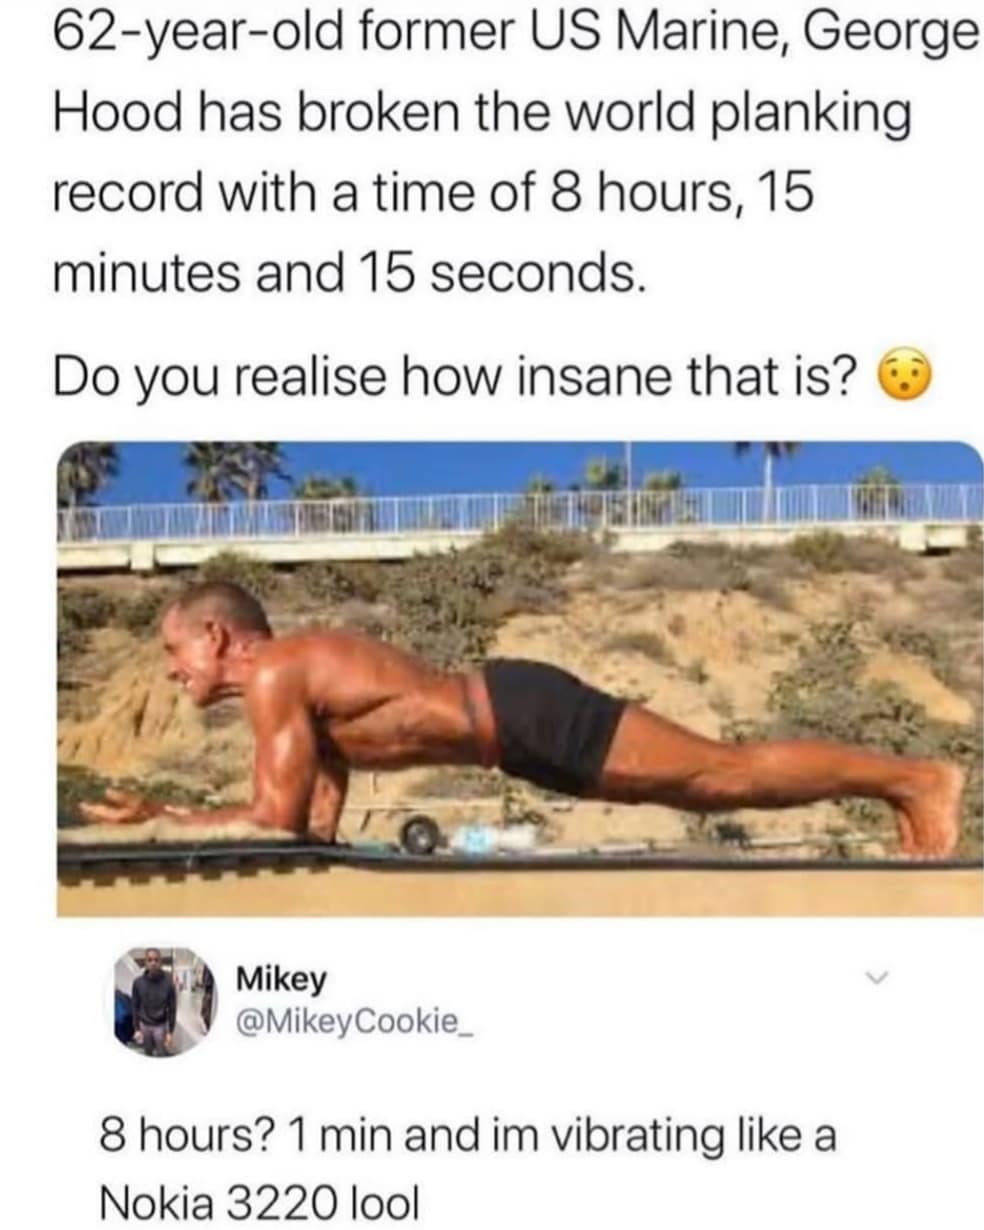 62-year-old former US Marine, George
Hood has broken the world planking
record with a time of 8 hours, 15
minutes and 15 seconds.
Do you realise how insane that is? 😯
Mikey
@MikeyCookie_
8 hours? 1 min and im vibrating like a
Nokia 3220 lool